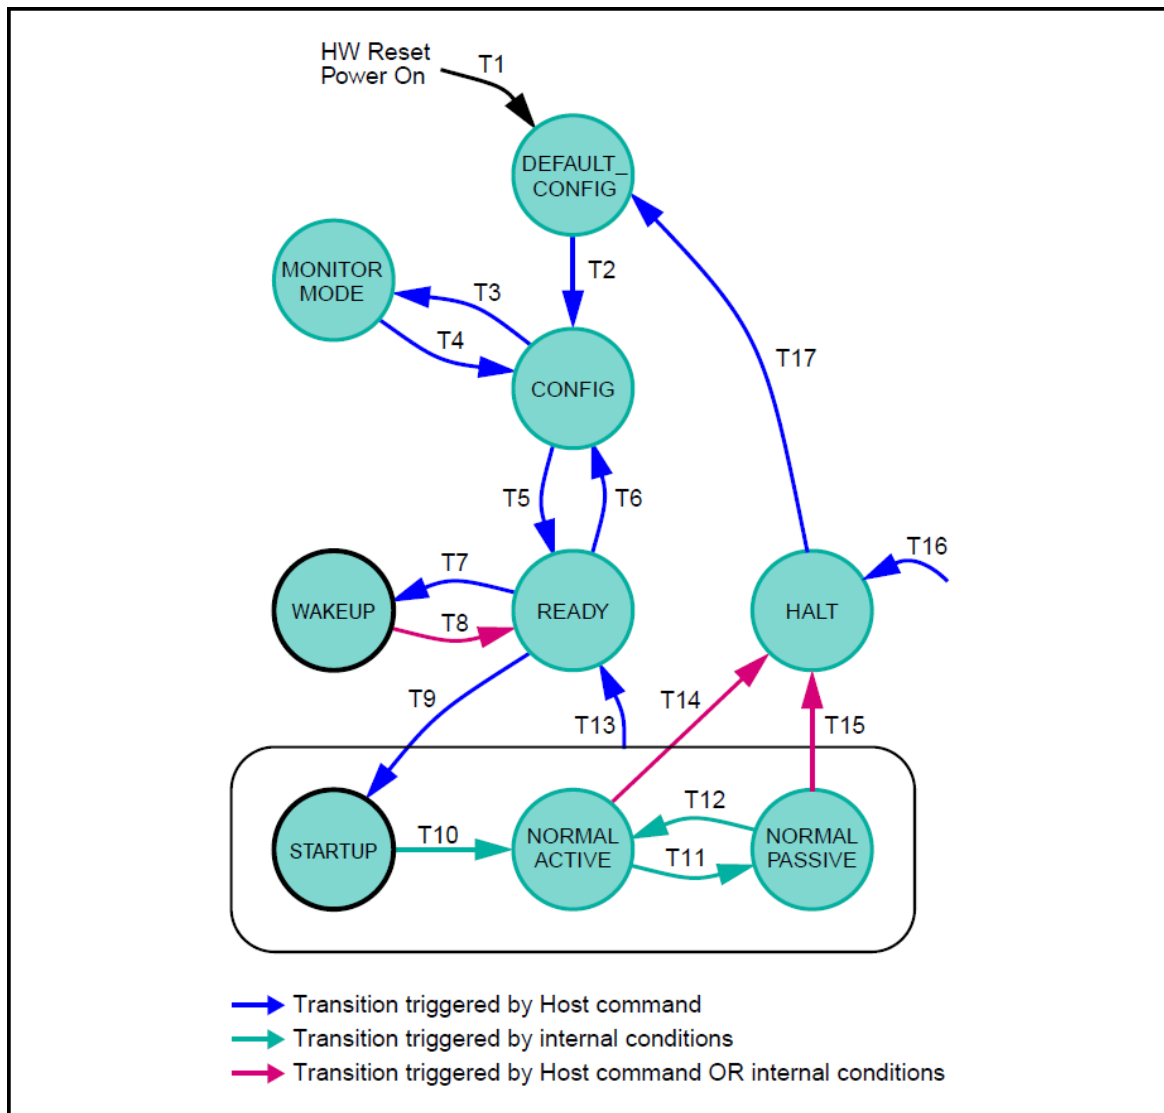 HW Reset
Power On
T1
DEFAULT_
CONFIG
T2
MONITOR
MODE
T3
T4
T17
CONFIG
T5
T6
T16
T7
WAKEUP
T8
READY
HALT
T9
T13
T14
T15
STARTUP
T10
NORMAL
ACTIVE
T12
T11
NORMAL
PASSIVE
Transition triggered by Host command
Transition triggered by internal conditions
Transition triggered by Host command OR internal conditions